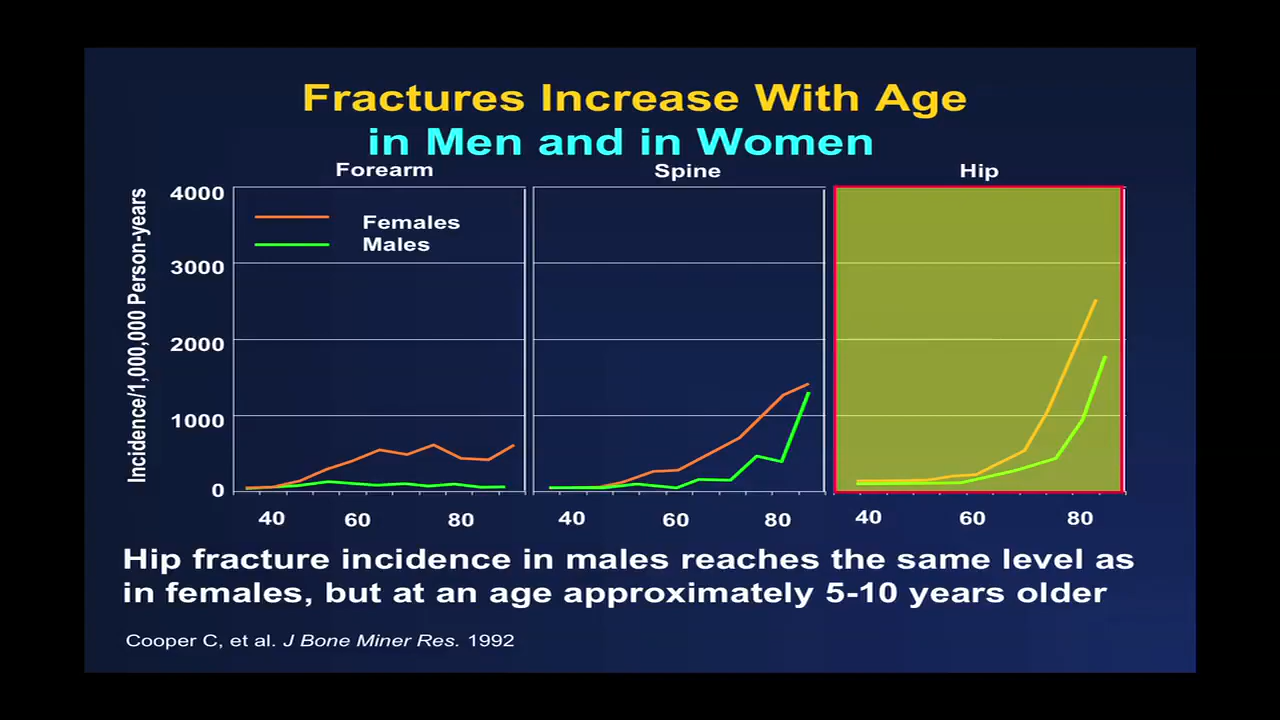 Fractures Increase With Age
in Men and in Women
Forearm
Spine
Hip
Incidence/1,000,000 Person-years
4000
3000
2000
1000
0
Females
Males
40 60 80
40 60 80
40 60 80
Hip fracture incidence in males reaches the same level as
in females, but at an age approximately 5-10 years older
Cooper C, et al. J Bone Miner Res. 1992